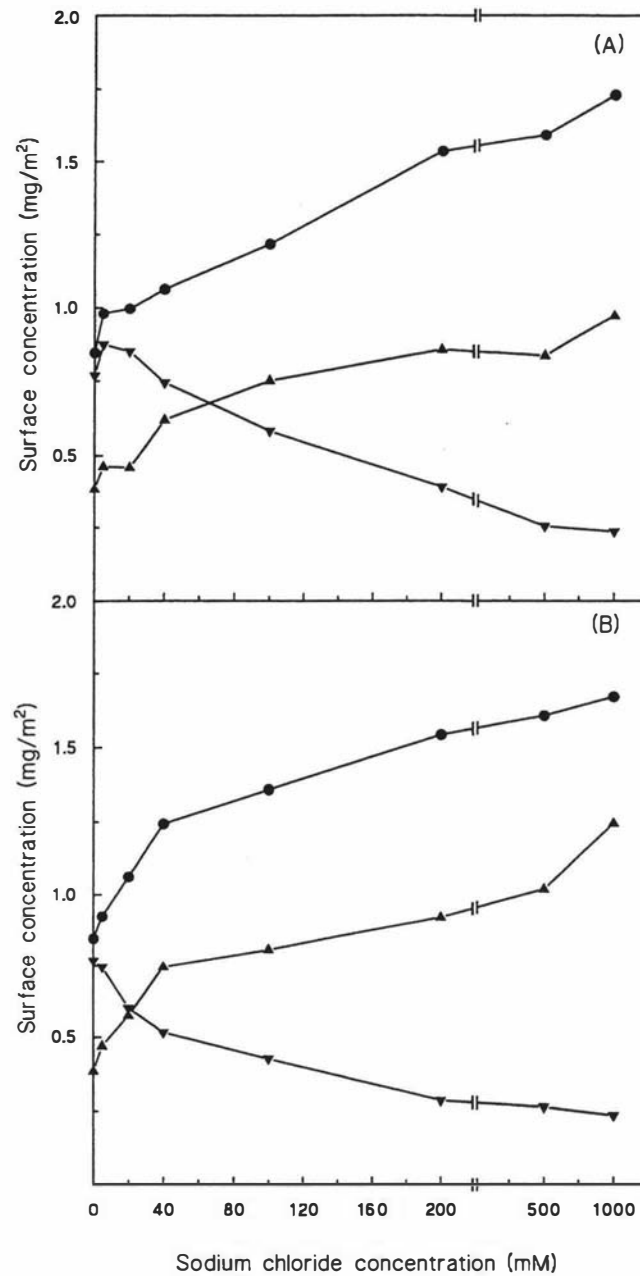 2.0
(A)
1.5
1.0
0.5
Surface concentration (mg/m²)
2.0
(B)
1.5
1.0
0.5
Surface concentration (mg/m²)
0 40 80 120 160 200 500 1000
Sodium chloride concentration (mM)